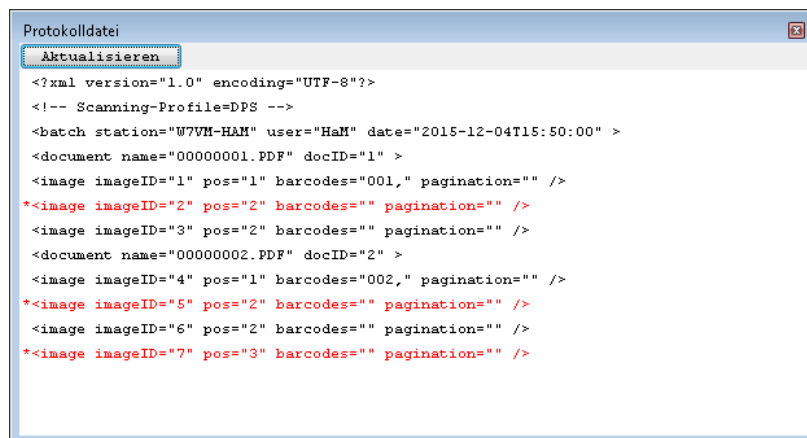 Protokolldatei
Aktualisieren
<?xml version="1.0" encoding="UTF-8"?>
<!-- Scanning-Profile=DPS -->
<batch station="W7VM-HAM" user="HaM" date="2015-12-04T15:50:00" >
<document name="00000001.PDF" docID="1" >
<image imageID="1" pos="1" barcodes="001," pagination="" />
*<image imageID="2" pos="2" barcodes="" pagination="" />
<image imageID="3" pos="2" barcodes="" pagination="" />
<document name="00000002.PDF" docID="2" >
<image imageID="4" pos="1" barcodes="002," pagination="" />
*<image imageID="5" pos="2" barcodes="" pagination="" />
<image imageID="6" pos="2" barcodes="" pagination="" />
*<image imageID="7" pos="3" barcodes="" pagination="" />